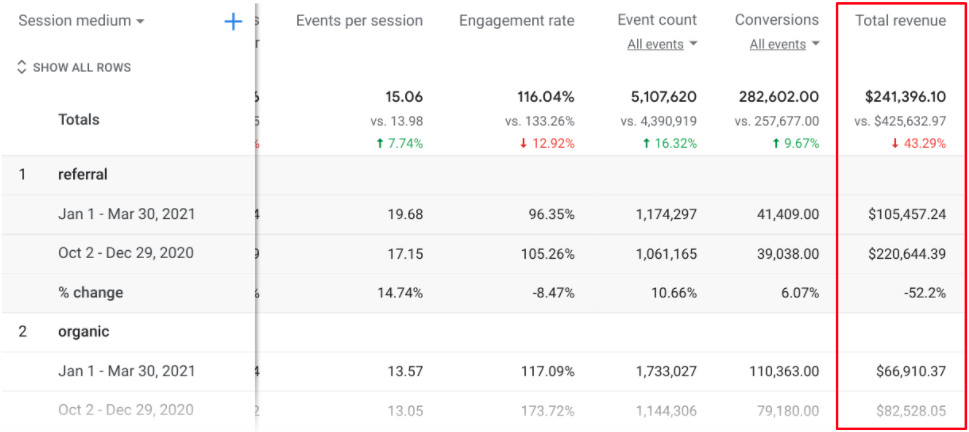 Session medium
Events per session
Engagement rate
Event count
All events
Conversions
All events
Total revenue
SHOW ALL ROWS
Totals
15.06
116.04%
5,107,620
282,602.00
$241,396.10
vs. 13.98
vs. 133.26%
vs. 4,390,919
vs. 257,677.00
vs. $425,632.97
↑ 7.74%
↓ 12.92%
↑ 16.32%
↑ 9.67%
↓ 43.29%
1 referral
Jan 1 - Mar 30, 2021 19.68 96.35% 1,174,297 41,409.00 $105,457.24
Oct 2 - Dec 29, 2020 17.15 105.26% 1,061,165 39,038.00 $220,644.39
% change 14.74% -8.47% 10.66% 6.07% -52.2%
2 organic
Jan 1 - Mar 30, 2021 13.57 117.09% 1,733,027 110,363.00 $66,910.37
Oct 2 - Dec 29, 2020 13.05 173.72% 1,144,306 79,180.00 $82,528.05